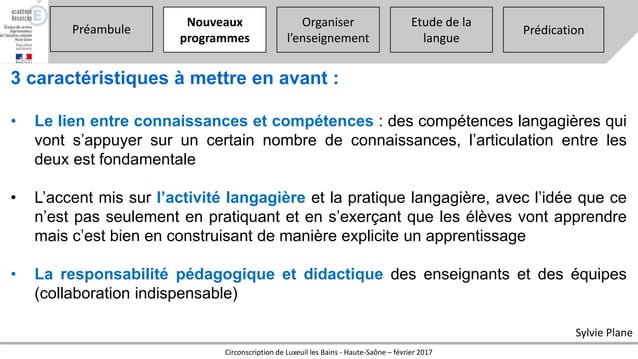 académie
Besançon
direction des services
départementaux
de l'éducation nationale
Haute-Saône
Préambule
Nouveaux
programmes
Organiser
l'enseignement
Etude de la
langue
Prédication
3 caractéristiques à mettre en avant :
• Le lien entre connaissances et compétences : des compétences langagières qui
vont s'appuyer sur un certain nombre de connaissances, l'articulation entre les
deux est fondamentale
• L'accent mis sur l'activité langagière et la pratique langagière, avec l'idée que ce
n'est pas seulement en pratiquant et en s'exerçant que les élèves vont apprendre
mais c'est bien en construisant de manière explicite un apprentissage
• La responsabilité pédagogique et didactique des enseignants et des équipes
(collaboration indispensable)
Sylvie Plane
Circonscription de Luxeuil les Bains - Haute-Saône – février 2017